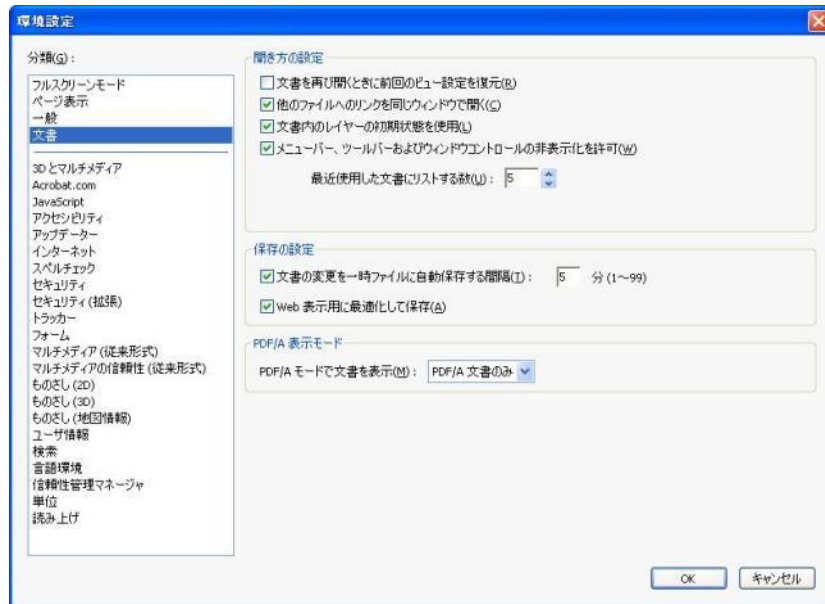 環境設定
分類(G):
フルスクリーンモード
ページ表示
一般
文書
3Dとマルチメディア
Acrobat.com
JavaScript
アクセシビリティ
アップデーター
インターネット
スペルチェック
セキュリティ
セキュリティ(拡張)
トラッカー
フォーム
マルチメディア(従来形式)
マルチメディアの信頼性(従来形式)
ものさし(2D)
ものさし(3D)
ものさし(地図情報)
ユーザ情報
検索
言語環境
信頼性管理マネージャ
単位
読み上げ
開き方の設定
文書を再び開くときに前回のビュー設定を復元(R)
他のファイルへのリンクを同じウィンドウで開く(C)
文書内のレイヤーの初期状態を使用(L)
メニューバー、ツールバーおよびウィンドウコントロールの非表示化を許可(W)
最近使用した文書にリストする数(U): 5
保存の設定
文書の変更を一時ファイルに自動保存する間隔(T): 5 分(1~99)
Web 表示用に最適化して保存(A)
PDF/A 表示モード
PDF/A モードで文書を表示(M): PDF/A 文書のみ
OK キャンセル